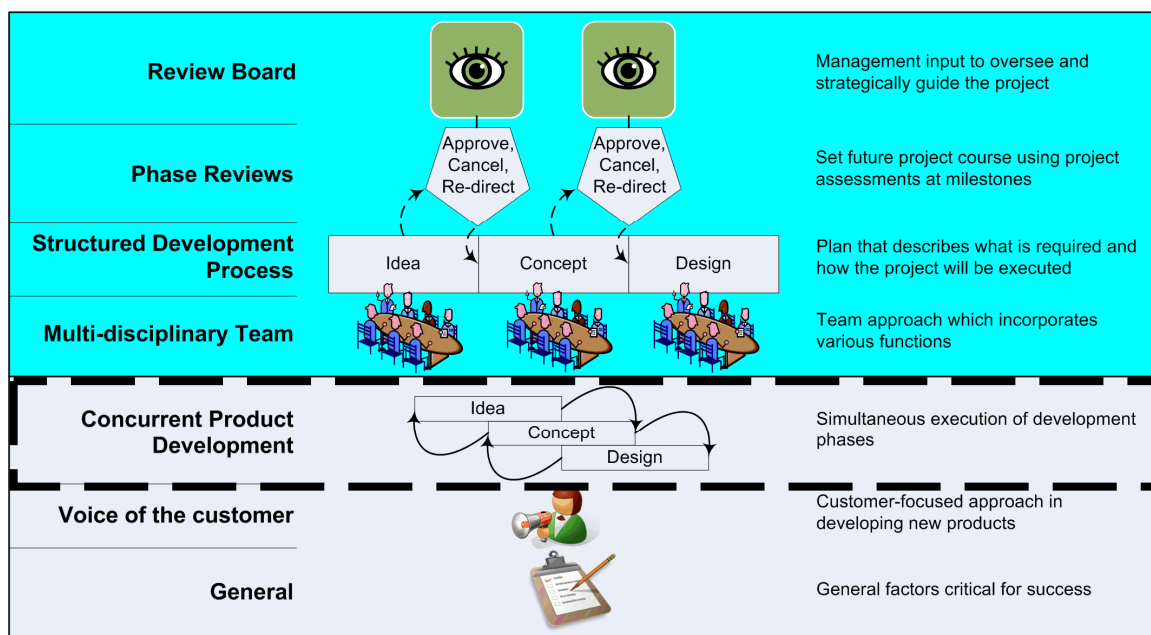 Review Board
Management input to oversee and
strategically guide the project
Approve,
Cancel,
Re-direct
Approve,
Cancel,
Re-direct
Phase Reviews
Set future project course using project
assessments at milestones
Structured Development
Process
Idea
Concept
Design
Plan that describes what is required and
how the project will be executed
Multi-disciplinary Team
Team approach which incorporates
various functions
Concurrent Product
Development
Idea
Concept
Design
Simultaneous execution of development
phases
Voice of the customer
Customer-focused approach in
developing new products
General
General factors critical for success